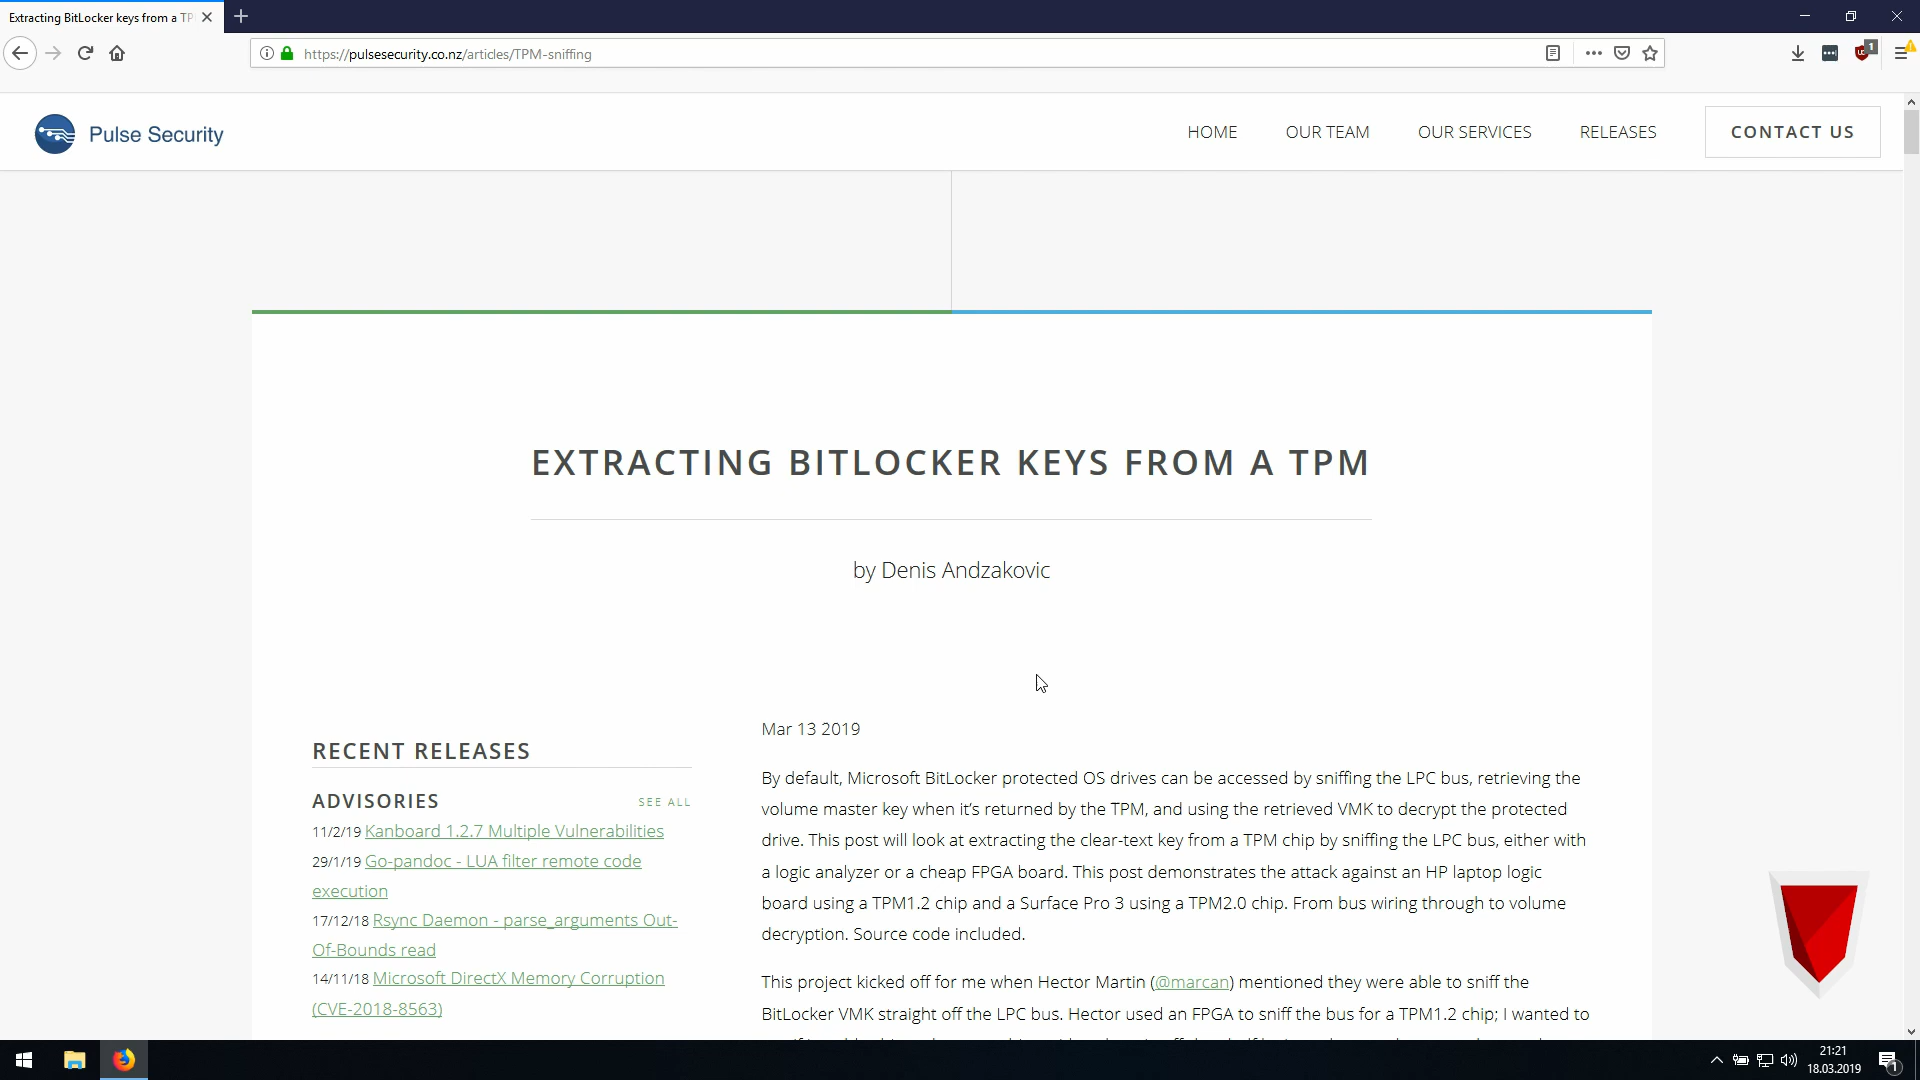 Extracting BitLocker keys from a TP
https://pulsesecurity.co.nz/articles/TPM-sniffing
1
Pulse Security
HOME
OUR TEAM
OUR SERVICES
RELEASES
CONTACT US
EXTRACTING BITLOCKER KEYS FROM A TPM
by Denis Andzakovic
RECENT RELEASES
ADVISORIES
SEE ALL
11/2/19 Kanboard 1.2.7 Multiple Vulnerabilities
29/1/19 Go-pandoc - LUA filter remote code
execution
17/12/18 Rsync Daemon - parse_arguments Out-
Of-Bounds read
14/11/18 Microsoft DirectX Memory Corruption
(CVE-2018-8563)
Mar 13 2019
By default, Microsoft BitLocker protected OS drives can be accessed by sniffing the LPC bus, retrieving the
volume master key when it's returned by the TPM, and using the retrieved VMK to decrypt the protected
drive. This post will look at extracting the clear-text key from a TPM chip by sniffing the LPC bus, either with
a logic analyzer or a cheap FPGA board. This post demonstrates the attack against an HP laptop logic
board using a TPM1.2 chip and a Surface Pro 3 using a TPM2.0 chip. From bus wiring through to volume
decryption. Source code included.
This project kicked off for me when Hector Martin (@marcan) mentioned they were able to sniff the
BitLocker VMK straight off the LPC bus. Hector used an FPGA to sniff the bus for a TPM1.2 chip; I wanted to
21:21
18.03.2019
1